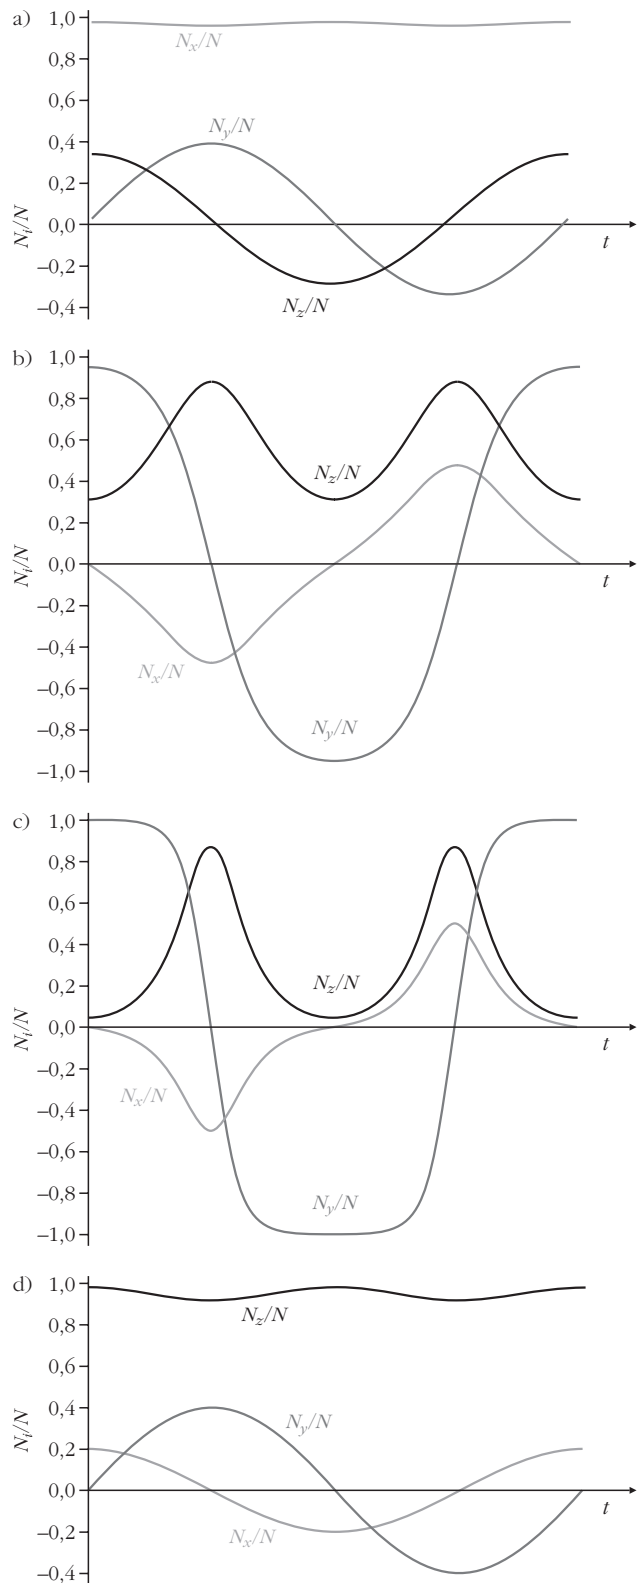 a)
1,0
N_x/N
0,8
0,6
N_y/N
0,4
0,2
N_i/N
0,0
t
–0,2
N_z/N
–0,4
b)
1,0
0,8
0,6
N_z/N
0,4
0,2
N_i/N
0,0
t
–0,2
–0,4
N_x/N
–0,6
N_y/N
–0,8
–1,0
c)
1,0
0,8
0,6
0,4
N_z/N
0,2
N_i/N
0,0
t
–0,2
N_x/N
–0,4
–0,6
–0,8
N_y/N
–1,0
d)
1,0
N_z/N
0,8
0,6
0,4
N_y/N
N_i/N
0,2
0,0
t
–0,2
N_x/N
–0,4